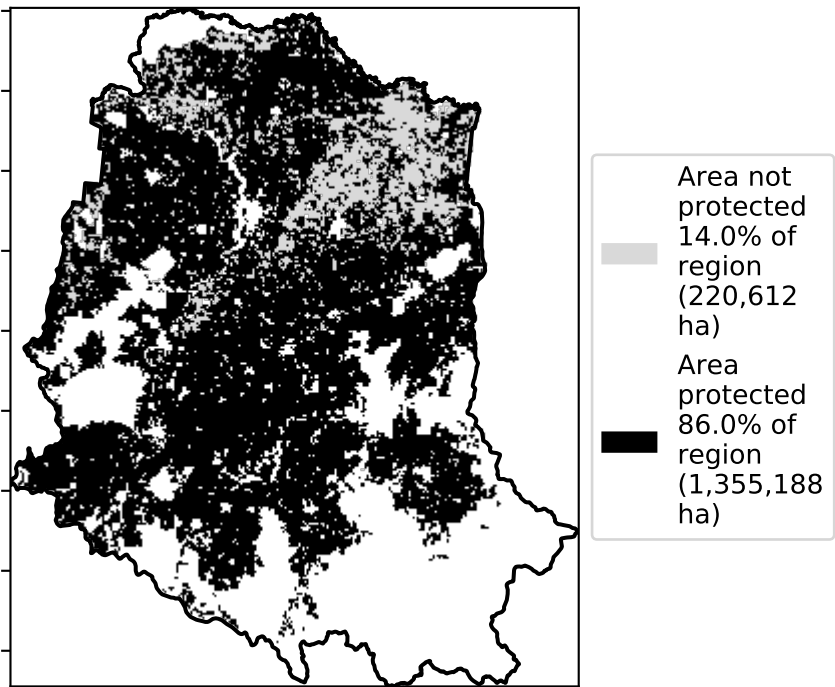 Area not
protected
14.0% of
region
(220,612
ha)
Area
protected
86.0% of
region
(1,355,188
ha)